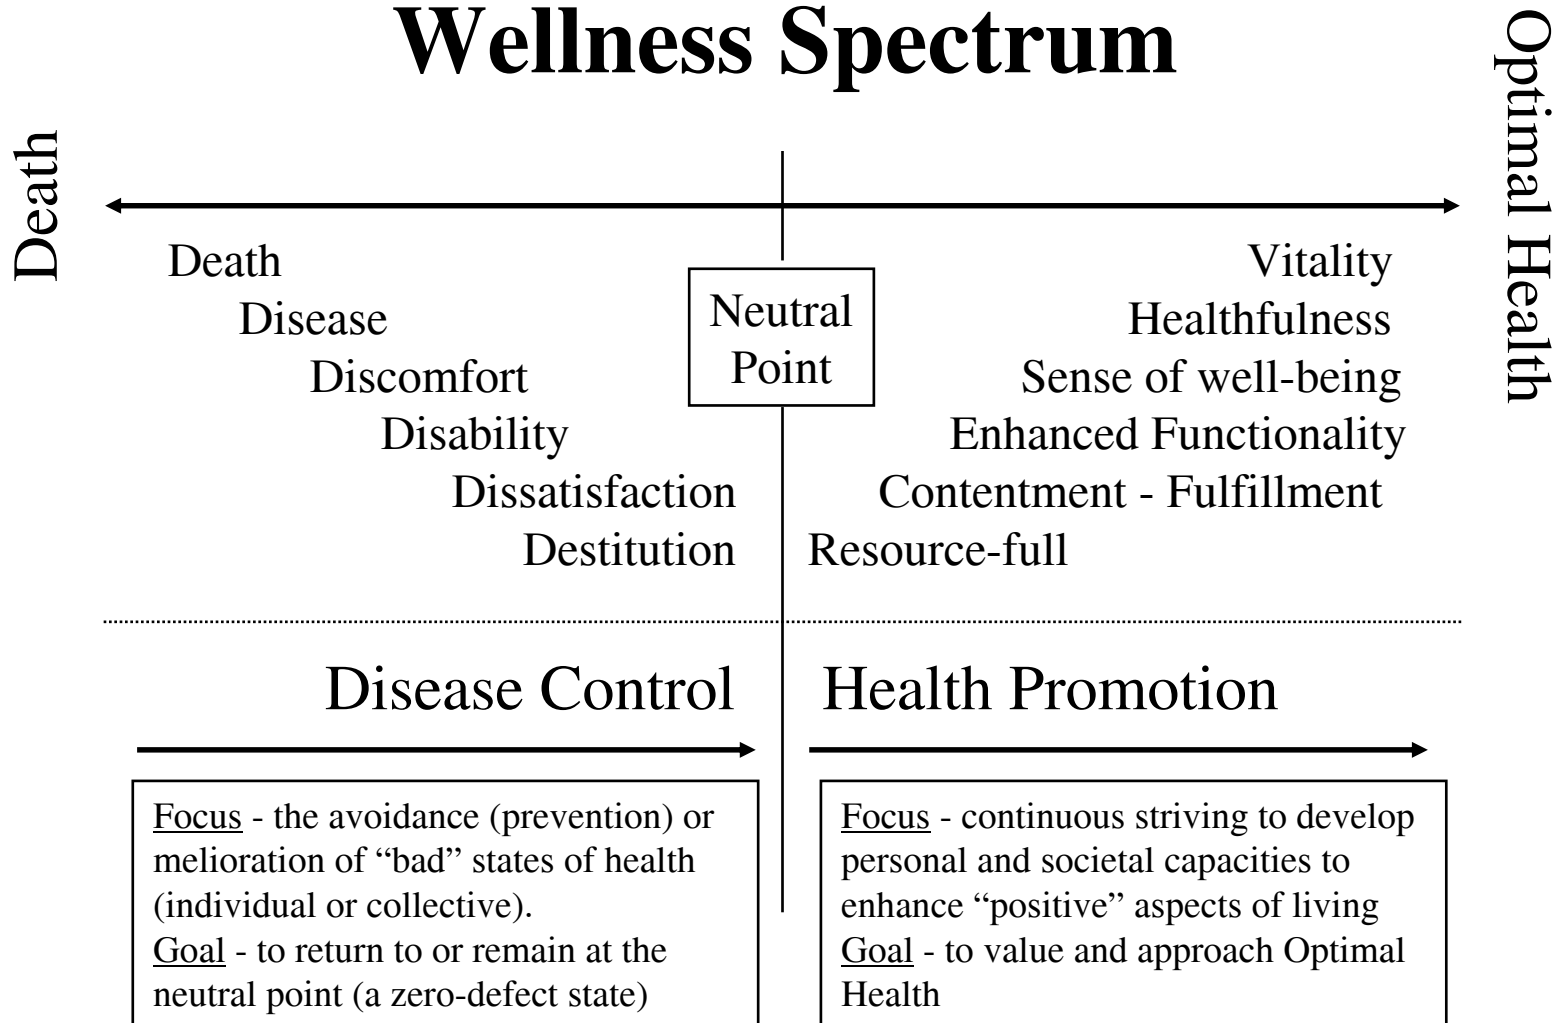 Wellness Spectrum
Death
Optimal Health
Death
Disease
Discomfort
Disability
Dissatisfaction
Destitution
Neutral
Point
Vitality
Healthfulness
Sense of well-being
Enhanced Functionality
Contentment - Fulfillment
Resource-full
Disease Control
Focus - the avoidance (prevention) or
melioration of “bad” states of health
(individual or collective).
Goal - to return to or remain at the
neutral point (a zero-defect state)
Health Promotion
Focus - continuous striving to develop
personal and societal capacities to
enhance “positive” aspects of living
Goal - to value and approach Optimal
Health